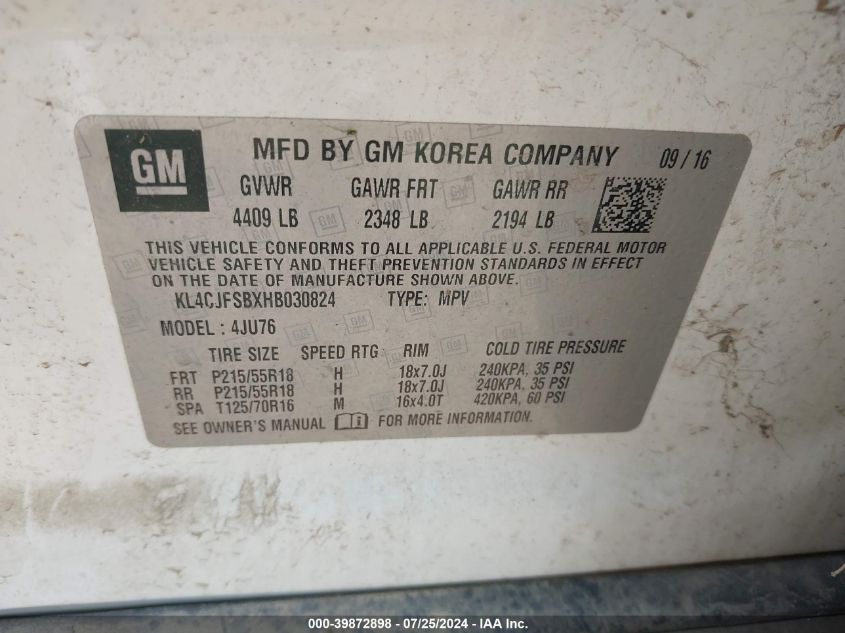 GM MFD BY GM KOREA COMPANY 09/16
GVWR GAWR FRT GAWR RR
4409 LB 2348 LB 2194 LB
THIS VEHICLE CONFORMS TO ALL APPLICABLE U.S. FEDERAL MOTOR
VEHICLE SAFETY AND THEFT PREVENTION STANDARDS IN EFFECT
ON THE DATE OF MANUFACTURE SHOWN ABOVE.
KL4CJFSBXHB030824 TYPE: MPV
MODEL : 4JU76
TIRE SIZE SPEED RTG RIM COLD TIRE PRESSURE
FRT P215/55R18 H 18x7.0J 240KPA, 35 PSI
RR P215/55R18 H 18x7.0J 240KPA, 35 PSI
SPA T125/70R16 M 16x4.0T 420KPA, 60 PSI
SEE OWNER'S MANUAL FOR MORE INFORMATION.
000-39872898 - 07/25/2024 - IAA Inc.